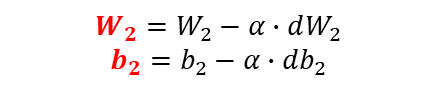 W₂ = W₂ − α · dW₂
b₂ = b₂ − α · db₂